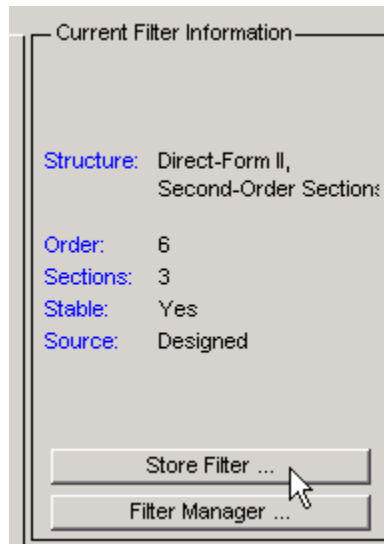 Current Filter Information
Structure: Direct-Form II,
Second-Order Sections
Order: 6
Sections: 3
Stable: Yes
Source: Designed
Store Filter ...
Filter Manager ...